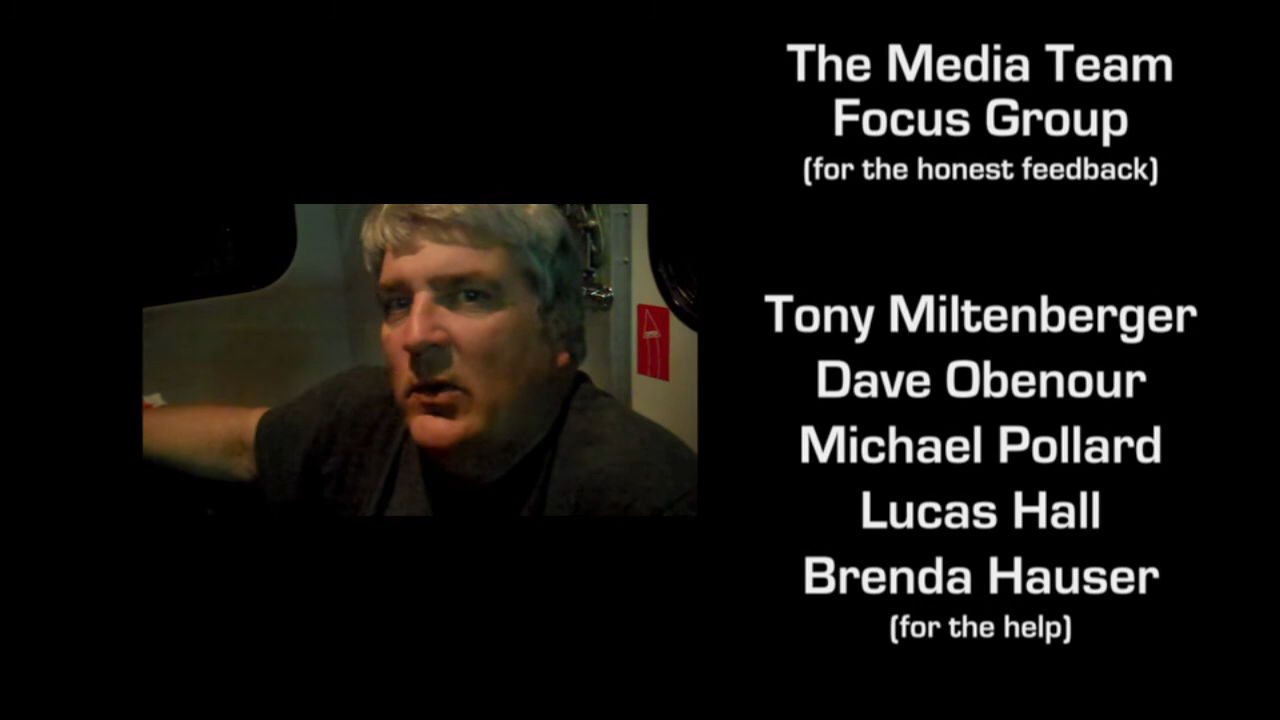 The Media Team
Focus Group
(for the honest feedback)
Tony Miltenberger
Dave Obenour
Michael Pollard
Lucas Hall
Brenda Hauser
(for the help)